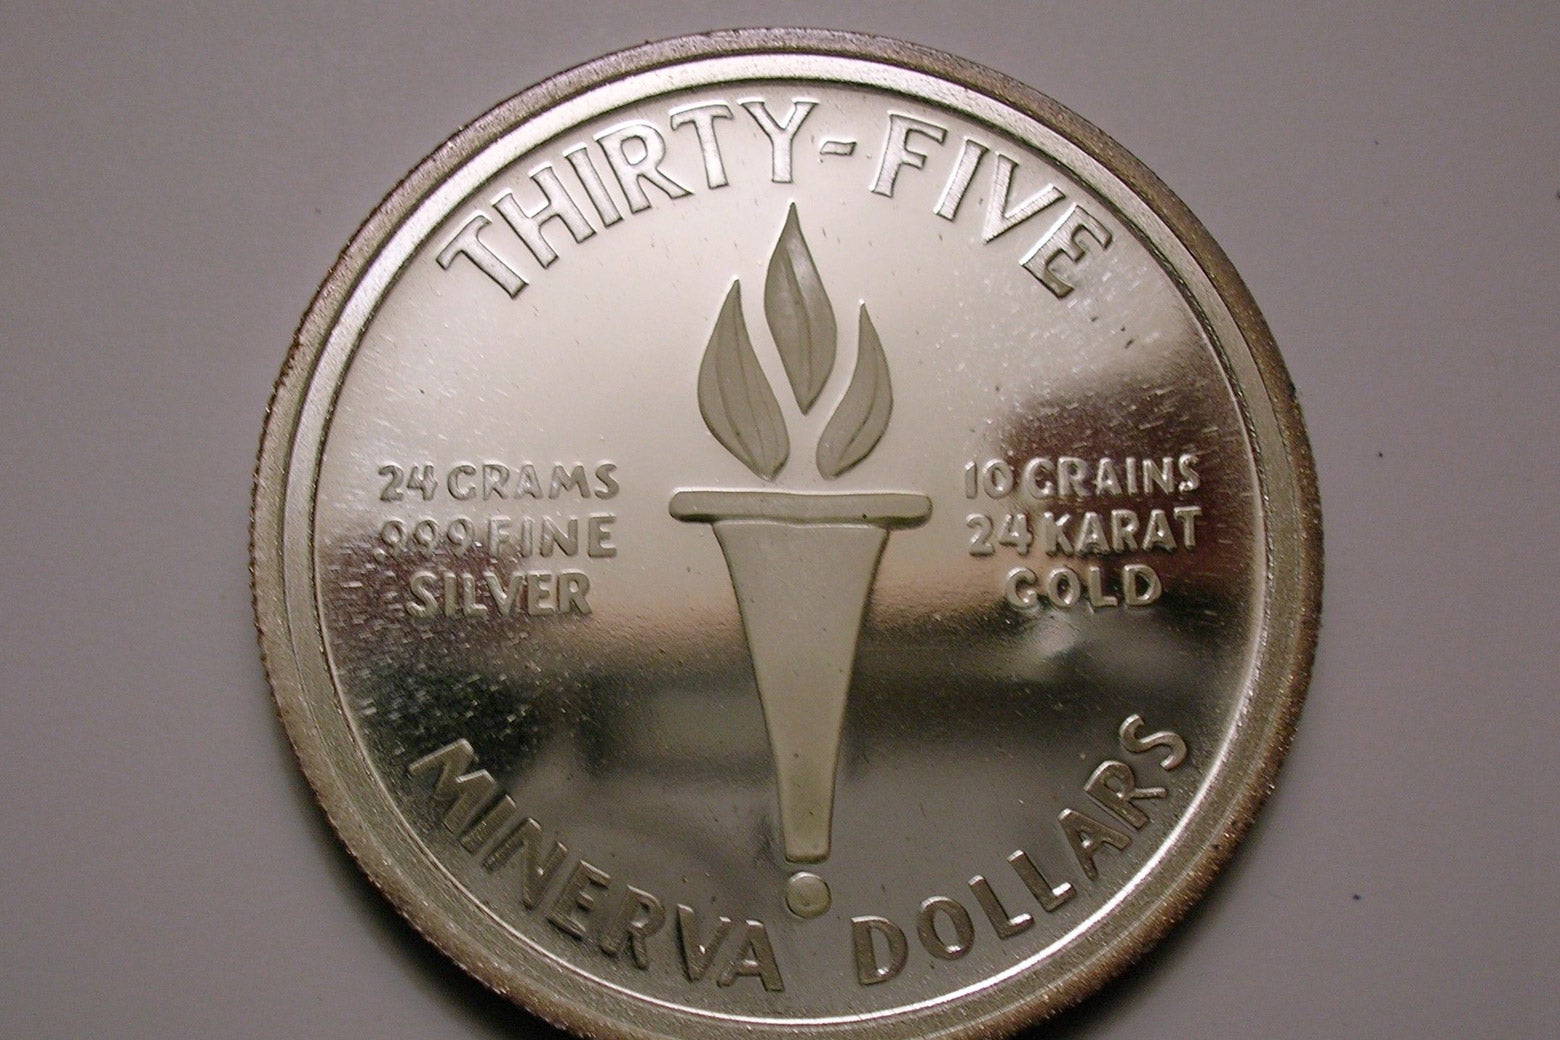 THIRTY-FIVE
24 GRAMS
.999 FINE
SILVER
10 GRAINS
24 KARAT
GOLD
MINERVA DOLLARS